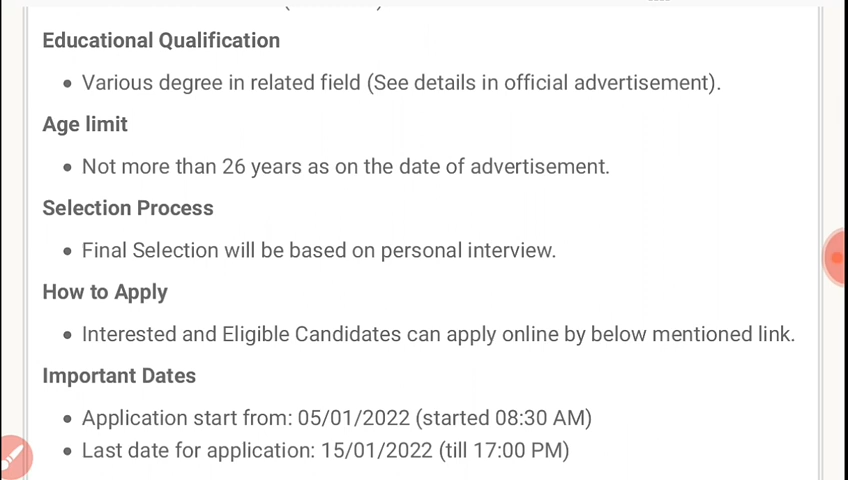 Educational Qualification
• Various degree in related field (See details in official advertisement).
Age limit
• Not more than 26 years as on the date of advertisement.
Selection Process
• Final Selection will be based on personal interview.
How to Apply
• Interested and Eligible Candidates can apply online by below mentioned link.
Important Dates
• Application start from: 05/01/2022 (started 08:30 AM)
• Last date for application: 15/01/2022 (till 17:00 PM)